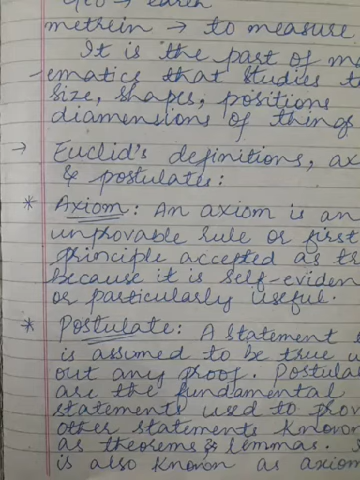 Geo → earth
metrein → to measure
It is the part of m
-ematics that studies t
size, shapes, positions
diamensions of things
→ Euclid's definitions, ax
& postulates:
* Axiom: An axiom is an
unprovable rule or first
principle accepted as tr
because it is self-eviden
or particularly useful.
* Postulate: A statement
is assumed to be true w
out any proof. Postula
are the fundamental
statements used to prov
other statements known
as theorems & lemmas.
is also known as axiom